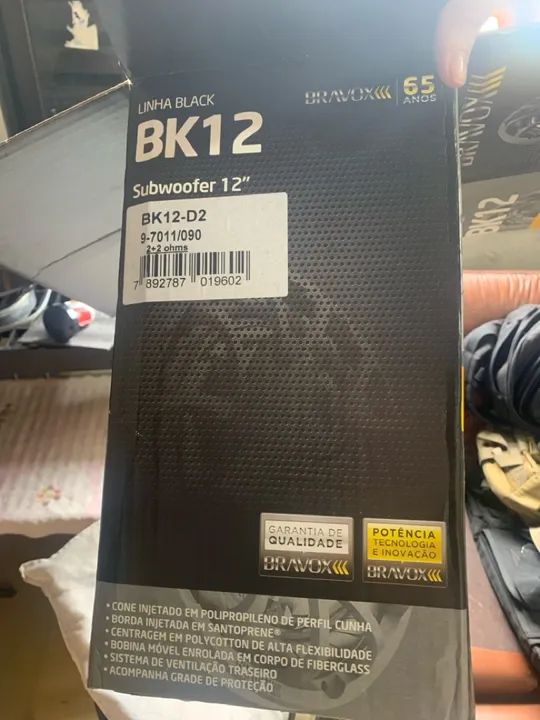 LINHA BLACK
BRAVOX
65
ANOS
BK12
Subwoofer 12"
BK12-D2
9-7011/090
2+2 ohms
7 892787 019602
GARANTIA DE
QUALIDADE
BRAVOX
POTÊNCIA
TECNOLOGIA
E INOVAÇÃO
BRAVOX
• CONE INJETADO EM POLIPROPILENO DE PERFIL CUNHA
• BORDA INJETADA EM SANTOPRENE®
• CENTRAGEM EM POLYCOTTON DE ALTA FLEXIBILIDADE
• BOBINA MÓVEL ENROLADA EM CORPO DE FIBERGLASS
• SISTEMA DE VENTILAÇÃO TRASEIRO
• ACOMPANHA GRADE DE PROTEÇÃO
BRAVOX
BK12